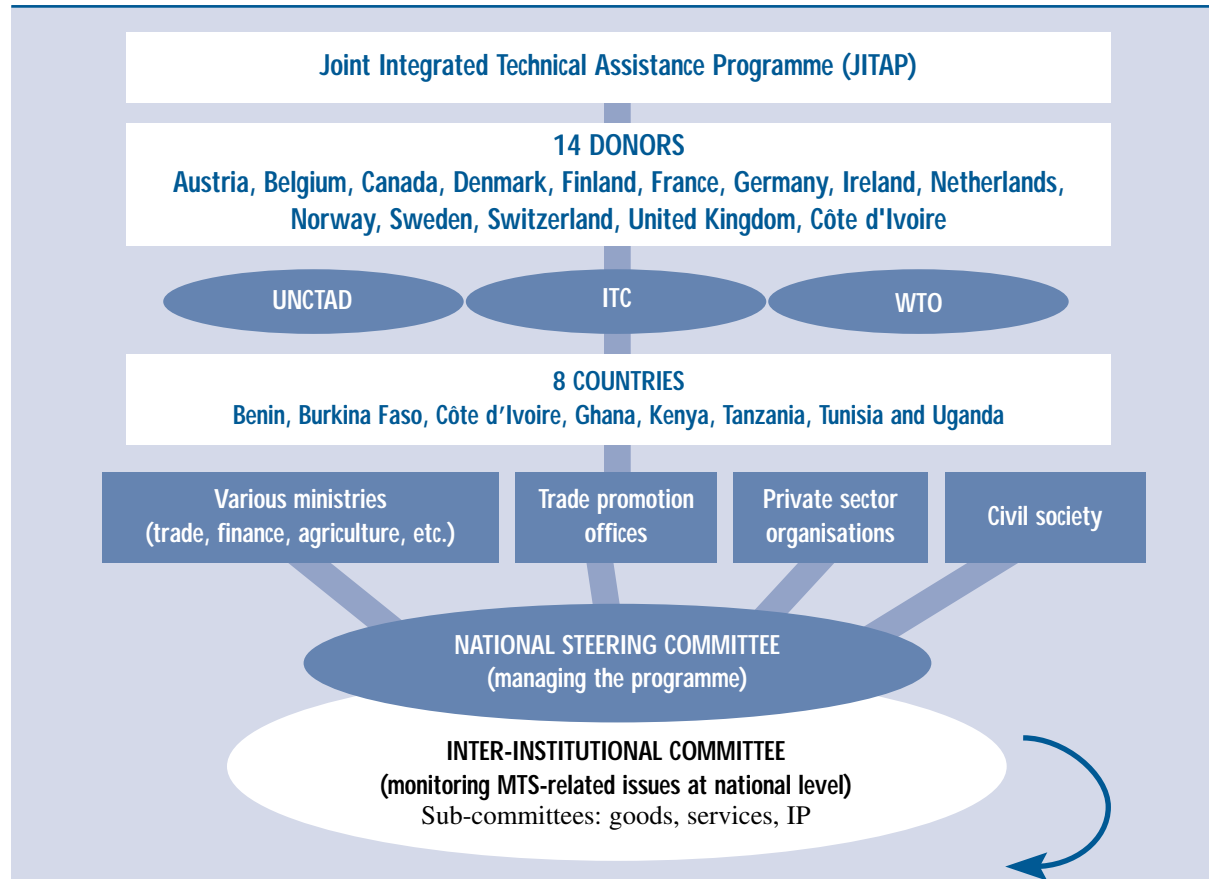 Joint Integrated Technical Assistance Programme (JITAP)
14 DONORS
Austria, Belgium, Canada, Denmark, Finland, France, Germany, Ireland, Netherlands,
Norway, Sweden, Switzerland, United Kingdom, Côte d'Ivoire
UNCTAD
ITC
WTO
8 COUNTRIES
Benin, Burkina Faso, Côte d’Ivoire, Ghana, Kenya, Tanzania, Tunisia and Uganda
Various ministries
(trade, finance, agriculture, etc.)
Trade promotion
offices
Private sector
organisations
Civil society
NATIONAL STEERING COMMITTEE
(managing the programme)
INTER-INSTITUTIONAL COMMITTEE
(monitoring MTS-related issues at national level)
Sub-committees: goods, services, IP